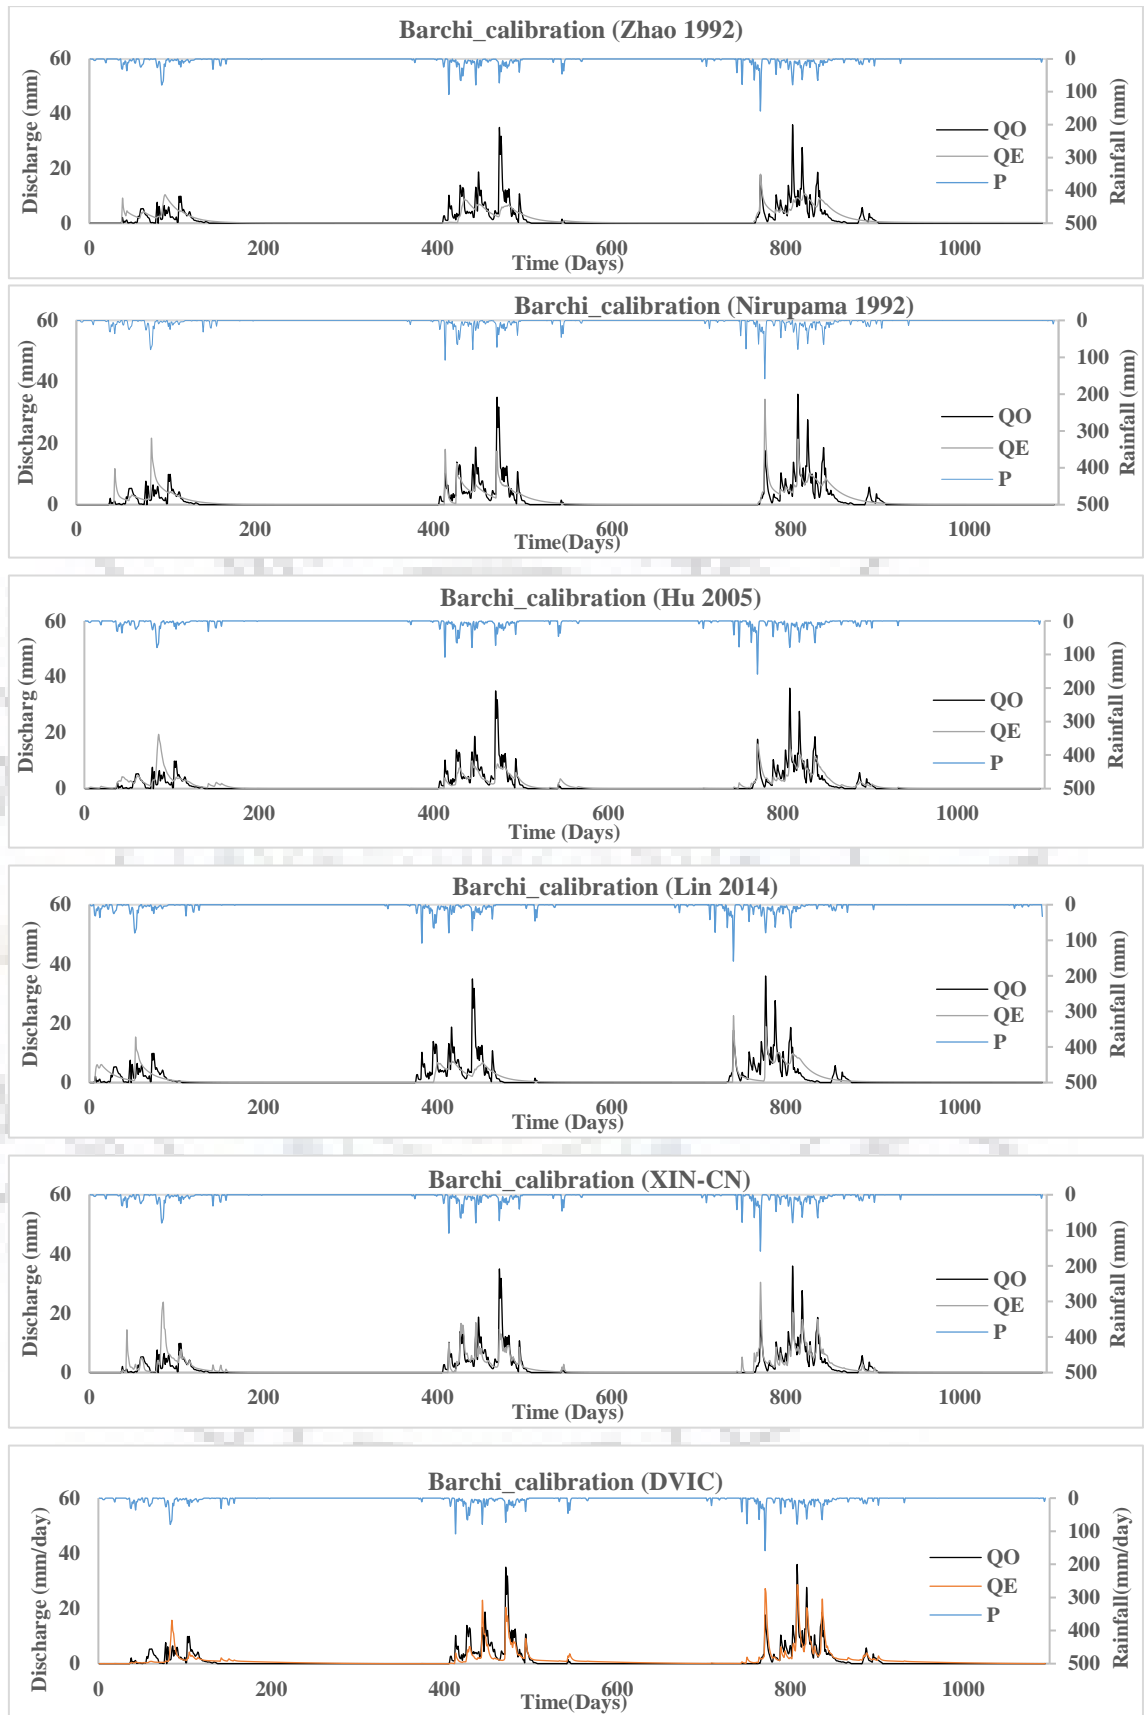 Barchi_calibration (Zhao 1992)
Discharge (mm)
60
40
20
0
0
100
200
300
400
500
Rainfall (mm)
QO
QE
P
0 200 400 600 800 1000
Time (Days)
Barchi_calibration (Nirupama 1992)
Discharge (mm)
60
40
20
0
0
100
200
300
400
500
Rainfall (mm)
QO
QE
P
0 200 400 600 800 1000
Time(Days)
Barchi_calibration (Hu 2005)
Discharg (mm)
60
40
20
0
0
100
200
300
400
500
Rainfall (mm)
QO
QE
P
0 200 400 600 800 1000
Time (Days)
Barchi_calibration (Lin 2014)
Discharge (mm)
60
40
20
0
0
100
200
300
400
500
Rainfall (mm)
QO
QE
P
0 200 400 600 800 1000
Time (Days)
Barchi_calibration (XIN-CN)
Discharge (mm)
60
40
20
0
0
100
200
300
400
500
Rainfall (mm)
QO
QE
P
0 200 400 600 800 1000
Time (Days)
Barchi_calibration (DVIC)
Discharge (mm/day)
60
40
20
0
0
100
200
300
400
500
Rainfall(mm/day)
QO
QE
P
0 200 400 600 800 1000
Time(Days)